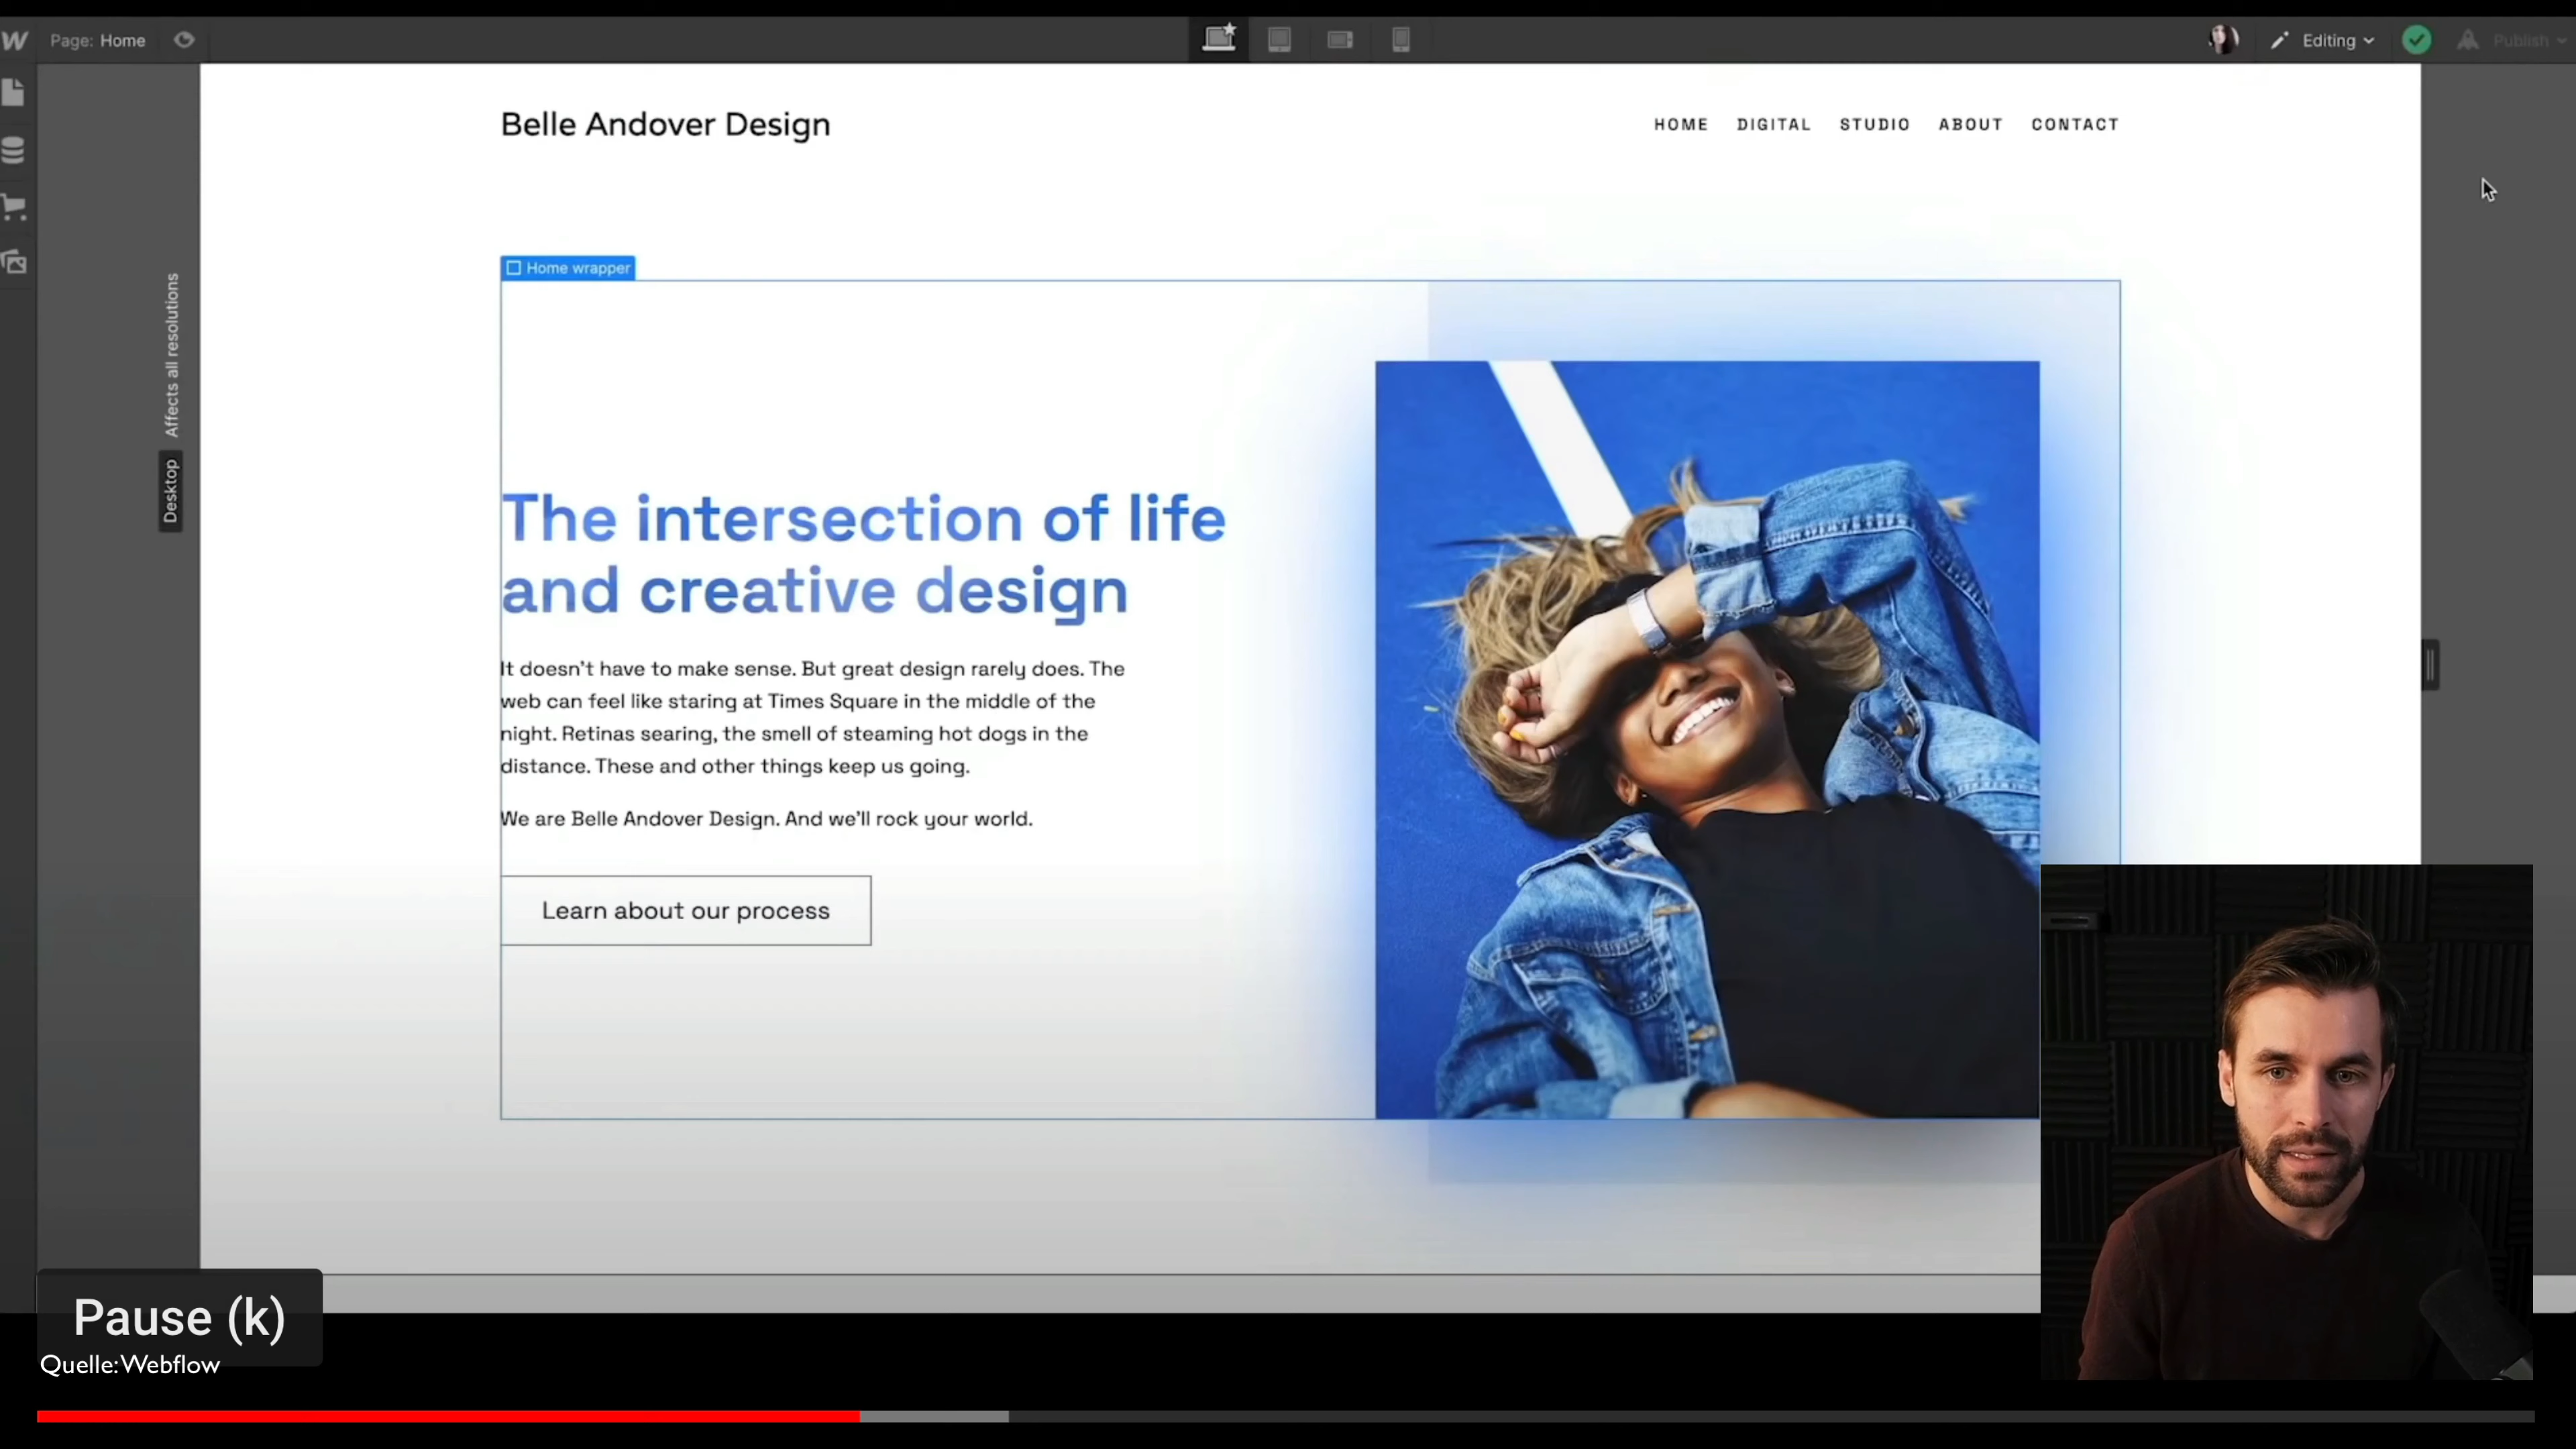 W
Page: Home
Editing
Publish
Belle Andover Design
HOME DIGITAL STUDIO ABOUT CONTACT
Home wrapper
Desktop Affects all resolutions
The intersection of life
and creative design
It doesn't have to make sense. But great design rarely does. The
web can feel like staring at Times Square in the middle of the
night. Retinas searing, the smell of steaming hot dogs in the
distance. These and other things keep us going.
We are Belle Andover Design. And we'll rock your world.
Learn about our process
Pause (k)
Quelle:Webflow